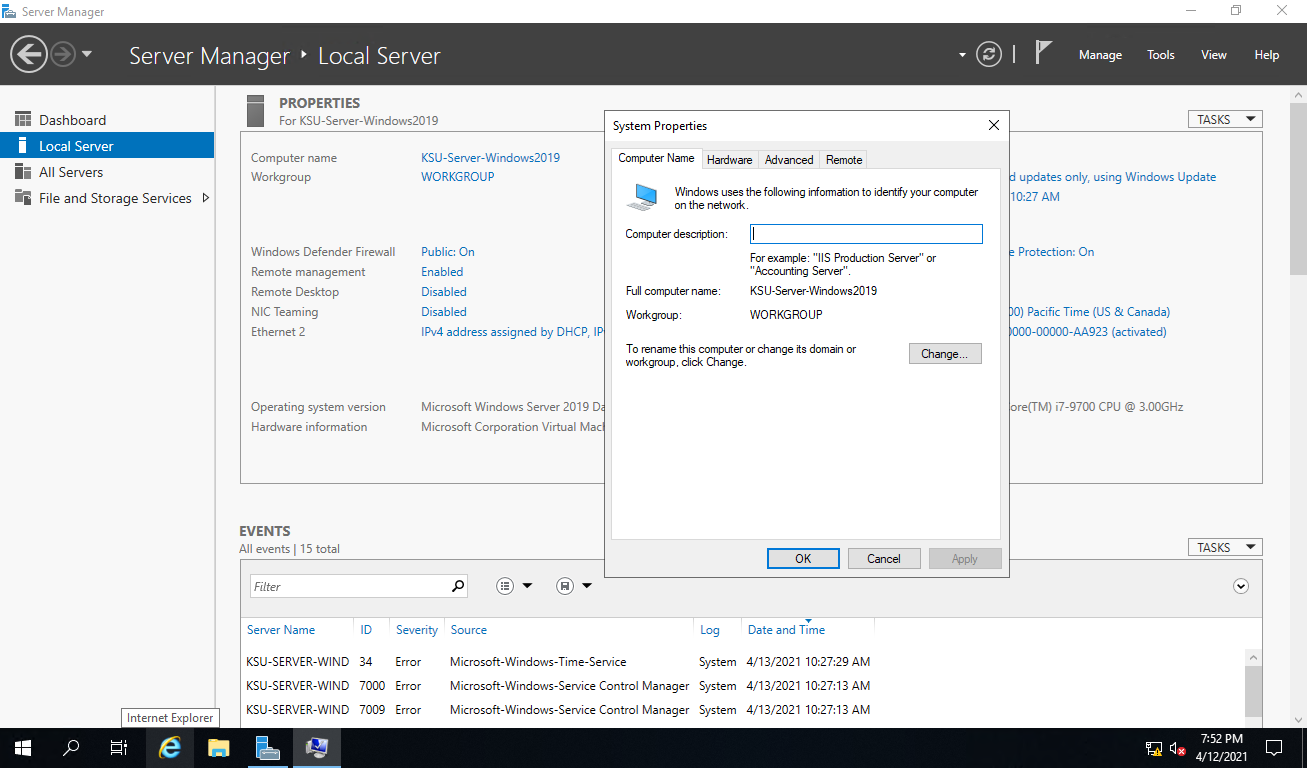 Server Manager
Server Manager ‣ Local Server
Manage Tools View Help
Dashboard
Local Server
All Servers
File and Storage Services
PROPERTIES
For KSU-Server-Windows2019
TASKS
Computer name KSU-Server-Windows2019
Workgroup WORKGROUP
Windows Defender Firewall Public: On
Remote management Enabled
Remote Desktop Disabled
NIC Teaming Disabled
Ethernet 2 IPv4 address assigned by DHCP, IP
Operating system version Microsoft Windows Server 2019 Da
Hardware information Microsoft Corporation Virtual Mac
d updates only, using Windows Update
10:27 AM
e Protection: On
00) Pacific Time (US & Canada)
0000-00000-AA923 (activated)
ore(TM) i7-9700 CPU @ 3.00GHz
System Properties
Computer Name Hardware Advanced Remote
Windows uses the following information to identify your computer
on the network.
Computer description:
For example: "IIS Production Server" or
"Accounting Server".
Full computer name: KSU-Server-Windows2019
Workgroup: WORKGROUP
To rename this computer or change its domain or
workgroup, click Change.
Change...
OK Cancel Apply
EVENTS
All events | 15 total
TASKS
Filter
Server Name ID Severity Source Log Date and Time
KSU-SERVER-WIND 34 Error Microsoft-Windows-Time-Service System 4/13/2021 10:27:29 AM
KSU-SERVER-WIND 7000 Error Microsoft-Windows-Service Control Manager System 4/13/2021 10:27:13 AM
KSU-SERVER-WIND 7009 Error Microsoft-Windows-Service Control Manager System 4/13/2021 10:27:13 AM
Internet Explorer
7:52 PM
4/12/2021